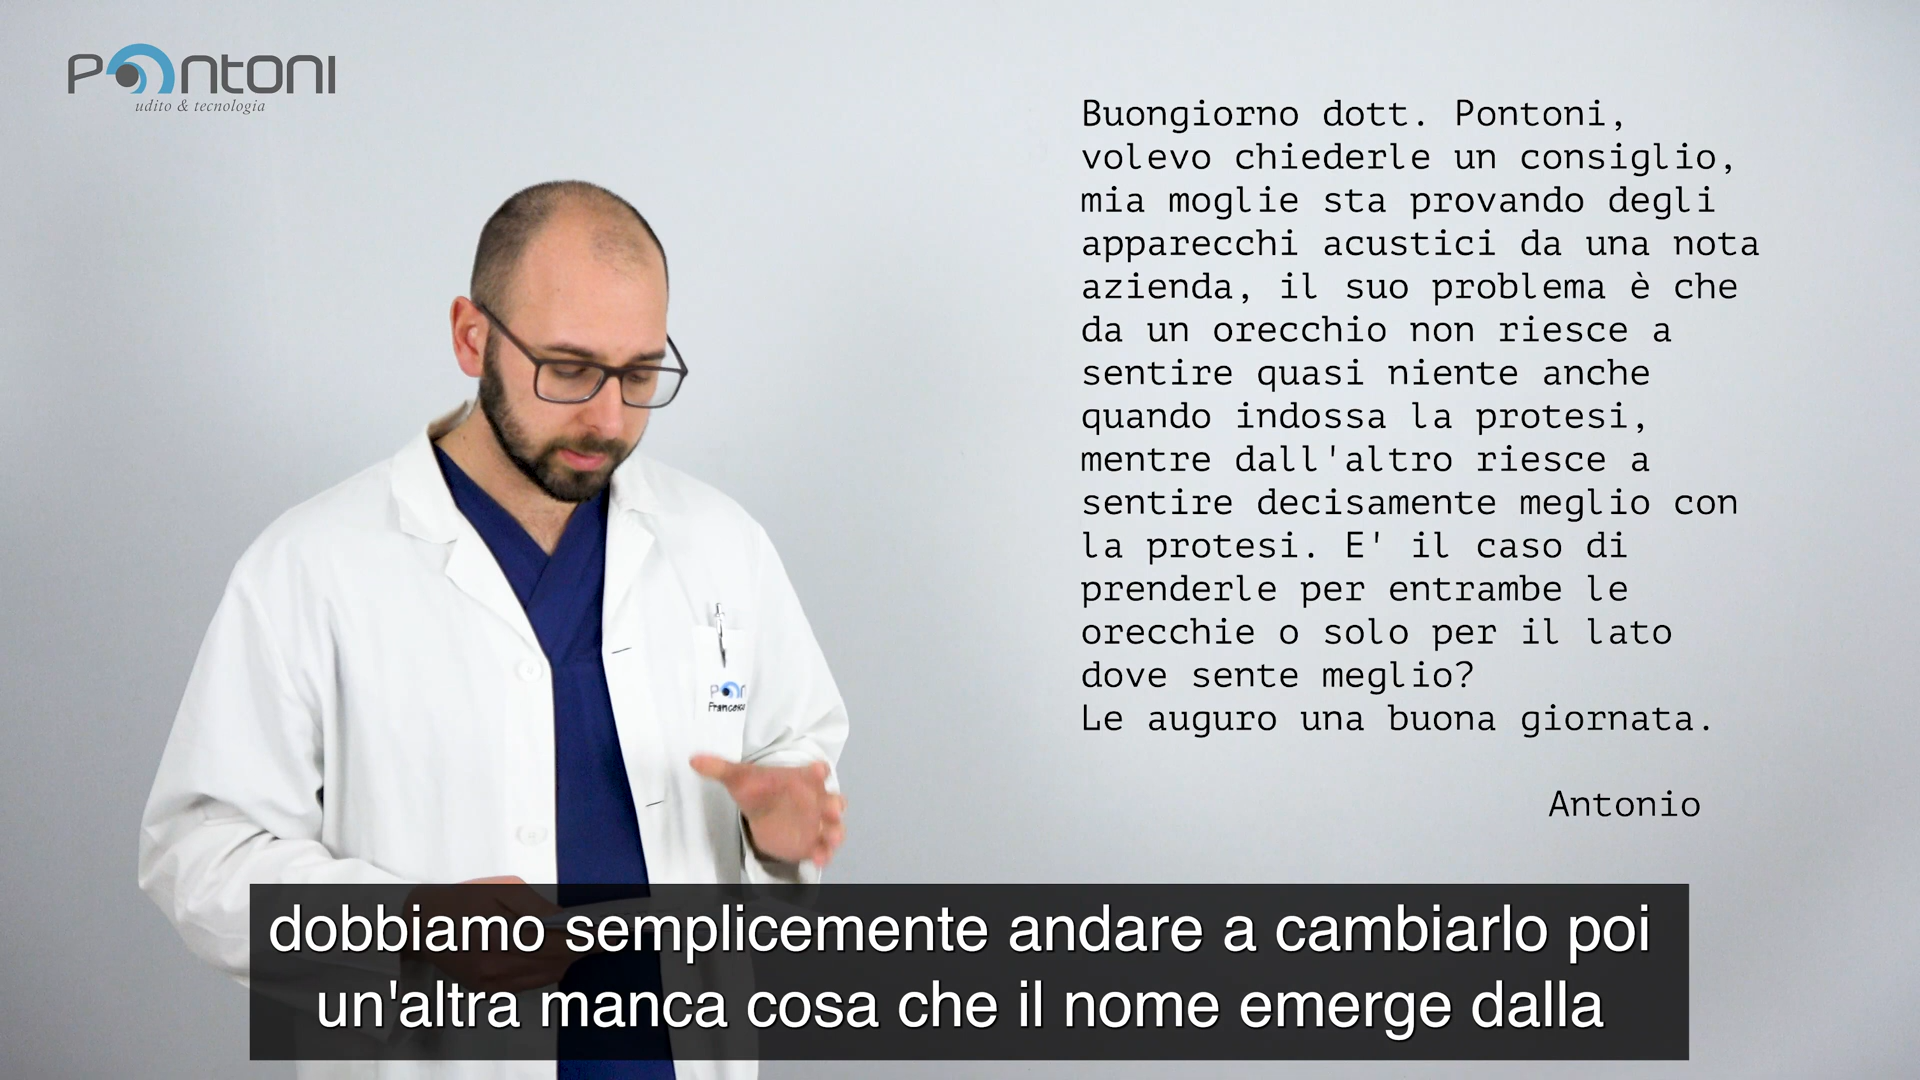 Pontoni
udito & tecnologia
Buongiorno dott. Pontoni,
volevo chiederle un consiglio,
mia moglie sta provando degli
apparecchi acustici da una nota
azienda, il suo problema è che
da un orecchio non riesce a
sentire quasi niente anche
quando indossa la protesi,
mentre dall'altro riesce a
sentire decisamente meglio con
la protesi. E' il caso di
prenderle per entrambe le
orecchie o solo per il lato
dove sente meglio?
Le auguro una buona giornata.
Antonio
Francesco
dobbiamo semplicemente andare a cambiarlo poi
un'altra manca cosa che il nome emerge dalla